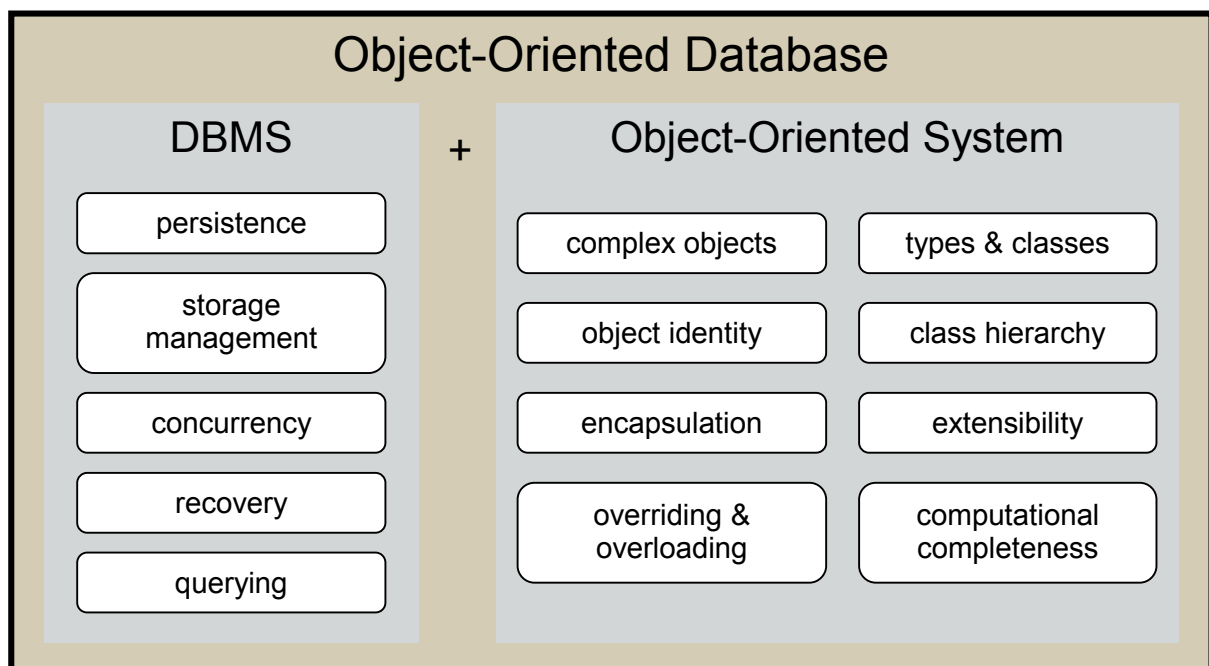 Object-Oriented Database
DBMS
+
Object-Oriented System
persistence
storage
management
concurrency
recovery
querying
complex objects
types & classes
object identity
class hierarchy
encapsulation
extensibility
overriding &
overloading
computational
completeness